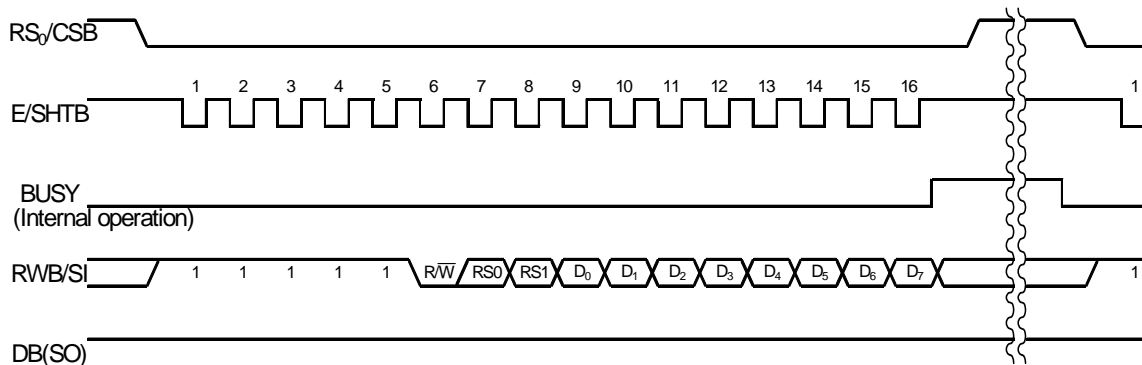 RS₀/CSB
1 2 3 4 5 6 7 8 9 10 11 12 13 14 15 16 1
E/SHTB
BUSY
(Internal operation)
RWB/SI 1 1 1 1 1 R/W̅ RS0 RS1 D₀ D₁ D₂ D₃ D₄ D₅ D₆ D₇ 1
DB(SO)